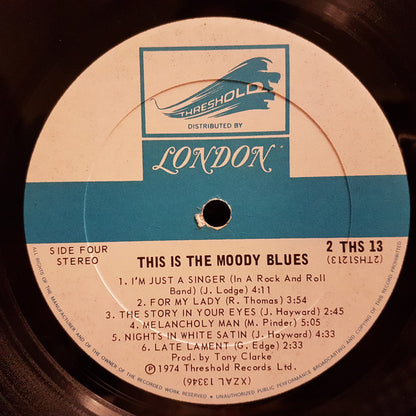 THRESHOLD
DISTRIBUTED BY
LONDON
SIDE FOUR
STEREO
THIS IS THE MOODY BLUES
2 THS 13
(2THS1213)
1. I'M JUST A SINGER (In A Rock And Roll
Band) (J. Lodge) 4:11
2. FOR MY LADY (R. Thomas) 3:54
3. THE STORY IN YOUR EYES (J. Hayward) 2:45
4. MELANCHOLY MAN (M. Pinder) 5:05
5. NIGHTS IN WHITE SATIN (J. Hayward) 4:41
6. LATE LAMENT (G. Edge) 2:33
Prod. by Tony Clarke
℗1974 Threshold Records Ltd.
(XZAL 13346)
ALL RIGHTS OF THE MANUFACTURER AND OF THE OWNER OF THE RECORDED WORK RESERVED • UNAUTHORIZED PUBLIC PERFORMANCE BROADCASTING AND COPYING OF THIS RECORD PROHIBITED